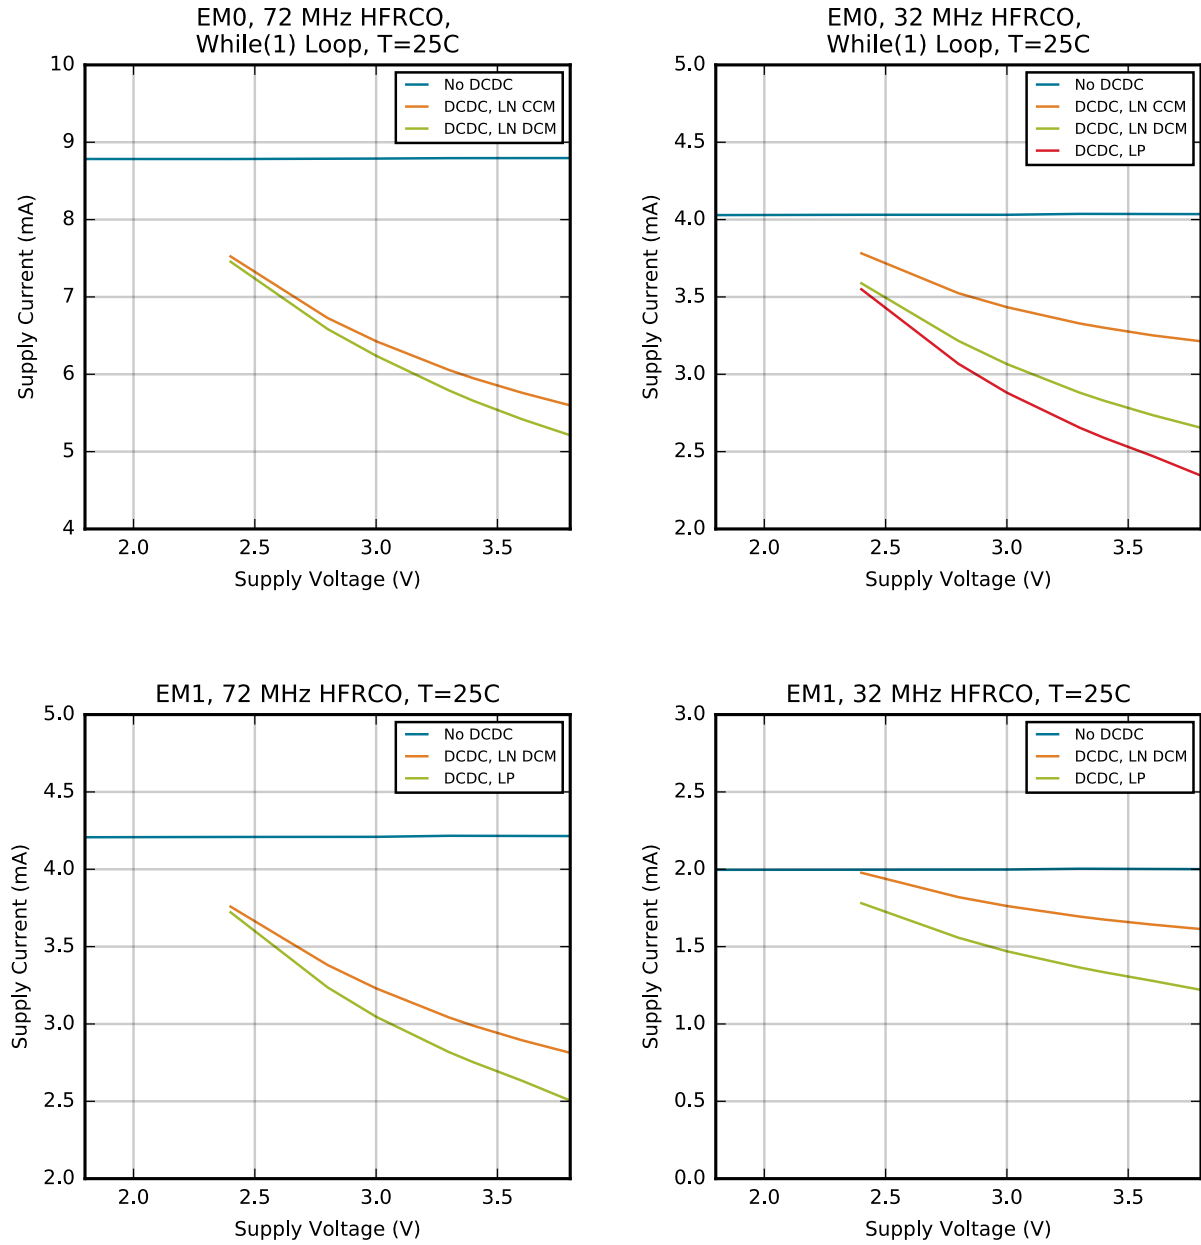 EM0, 72 MHz HFRCO,
While(1) Loop, T=25C
10
9
8
7
6
5
4
Supply Current (mA)
No DCDC
DCDC, LN CCM
DCDC, LN DCM
2.0 2.5 3.0 3.5
Supply Voltage (V)
EM0, 32 MHz HFRCO,
While(1) Loop, T=25C
5.0
4.5
4.0
3.5
3.0
2.5
2.0
Supply Current (mA)
No DCDC
DCDC, LN CCM
DCDC, LN DCM
DCDC, LP
2.0 2.5 3.0 3.5
Supply Voltage (V)
EM1, 72 MHz HFRCO, T=25C
5.0
4.5
4.0
3.5
3.0
2.5
2.0
Supply Current (mA)
No DCDC
DCDC, LN DCM
DCDC, LP
2.0 2.5 3.0 3.5
Supply Voltage (V)
EM1, 32 MHz HFRCO, T=25C
3.0
2.5
2.0
1.5
1.0
0.5
0.0
Supply Current (mA)
No DCDC
DCDC, LN DCM
DCDC, LP
2.0 2.5 3.0 3.5
Supply Voltage (V)